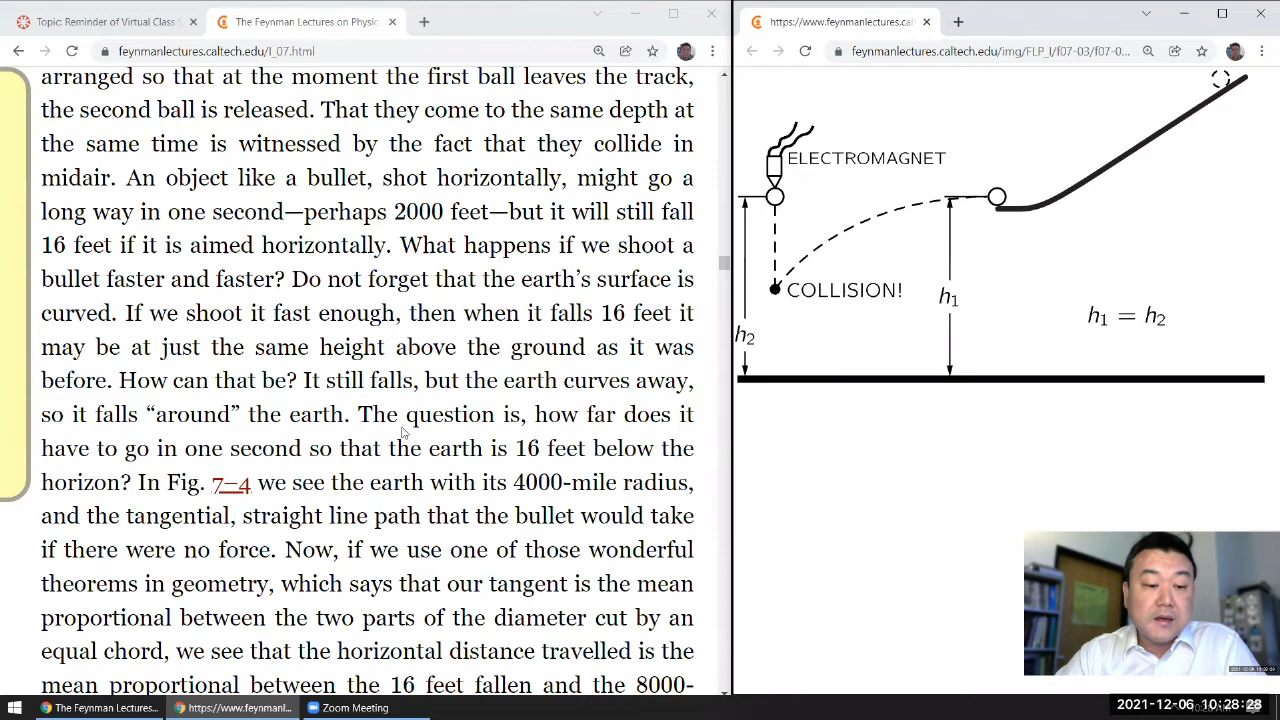 Topic: Reminder of Virtual Class
The Feynman Lectures on Physic
feynmanlectures.caltech.edu/I_07.html
arranged so that at the moment the first ball leaves the track,
the second ball is released. That they come to the same depth at
the same time is witnessed by the fact that they collide in
midair. An object like a bullet, shot horizontally, might go a
long way in one second—perhaps 2000 feet—but it will still fall
16 feet if it is aimed horizontally. What happens if we shoot a
bullet faster and faster? Do not forget that the earth’s surface is
curved. If we shoot it fast enough, then when it falls 16 feet it
may be at just the same height above the ground as it was
before. How can that be? It still falls, but the earth curves away,
so it falls “around” the earth. The question is, how far does it
have to go in one second so that the earth is 16 feet below the
horizon? In Fig. 7–4 we see the earth with its 4000-mile radius,
and the tangential, straight line path that the bullet would take
if there were no force. Now, if we use one of those wonderful
theorems in geometry, which says that our tangent is the mean
proportional between the two parts of the diameter cut by an
equal chord, we see that the horizontal distance travelled is the
mean proportional between the 16 feet fallen and the 8000-
https://www.feynmanlectures.cal
feynmanlectures.caltech.edu/img/FLP_I/f07-03/f07-0...
ELECTROMAGNET
COLLISION!
h1
h2
h1 = h2
The Feynman Lectures...
https://www.feynmanl...
Zoom Meeting
2021-12-06 10:28:28